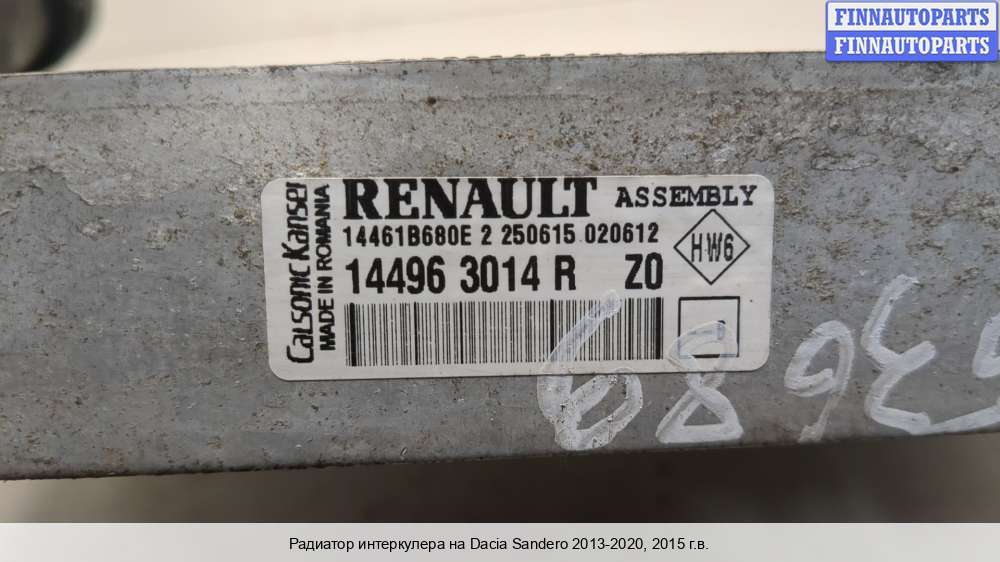 FINNAUTOPARTS
FINNAUTOPARTS
Calsonic Kansei
MADE IN ROMANIA
RENAULT ASSEMBLY
14461B680E 2 250615 020612
HW6
14496 3014 R Z0
Радиатор интеркулера на Dacia Sandero 2013-2020, 2015 г.в.